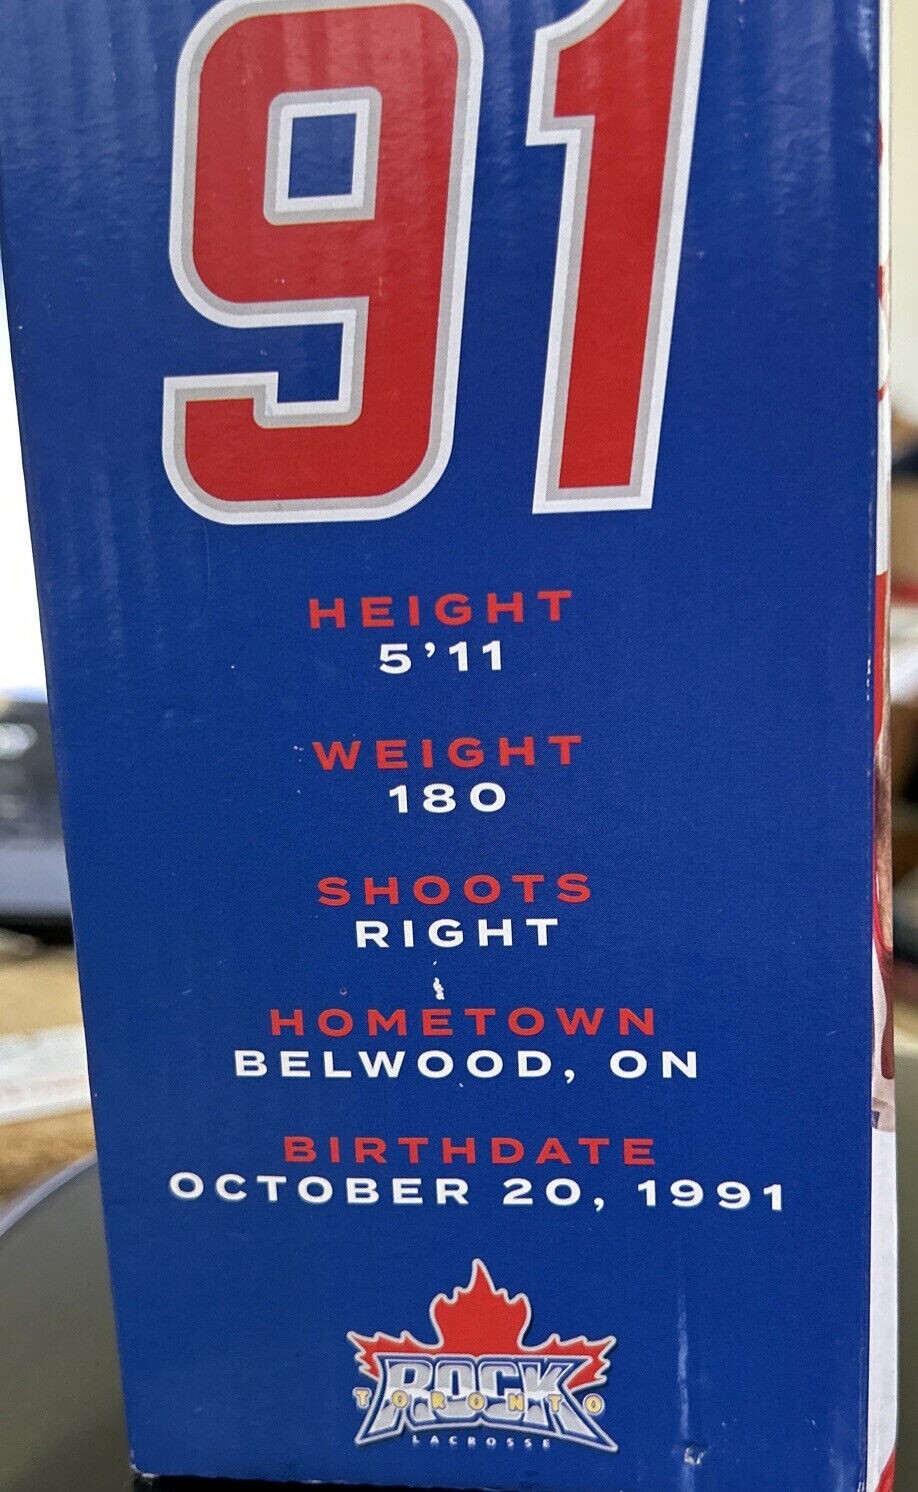 91
HEIGHT
5'11
WEIGHT
180
SHOOTS
RIGHT
HOMETOWN
BELWOOD, ON
BIRTHDATE
OCTOBER 20, 1991
ROCK
TORONTO
LACROSSE